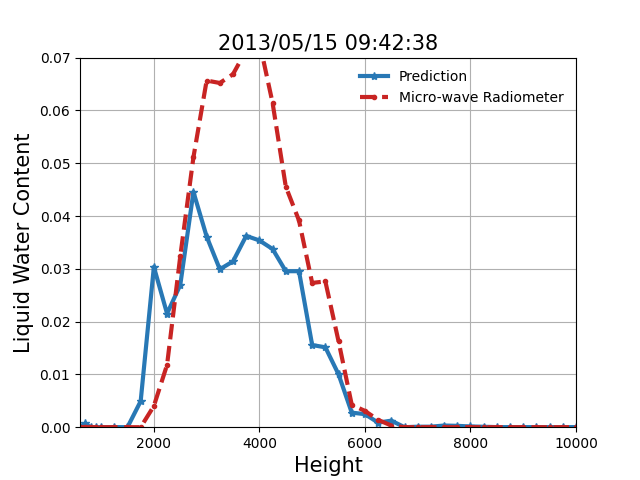 2013/05/15 09:42:38
Prediction
Micro-wave Radiometer
Liquid Water Content
0.07
0.06
0.05
0.04
0.03
0.02
0.01
0.00
2000 4000 6000 8000 10000
Height